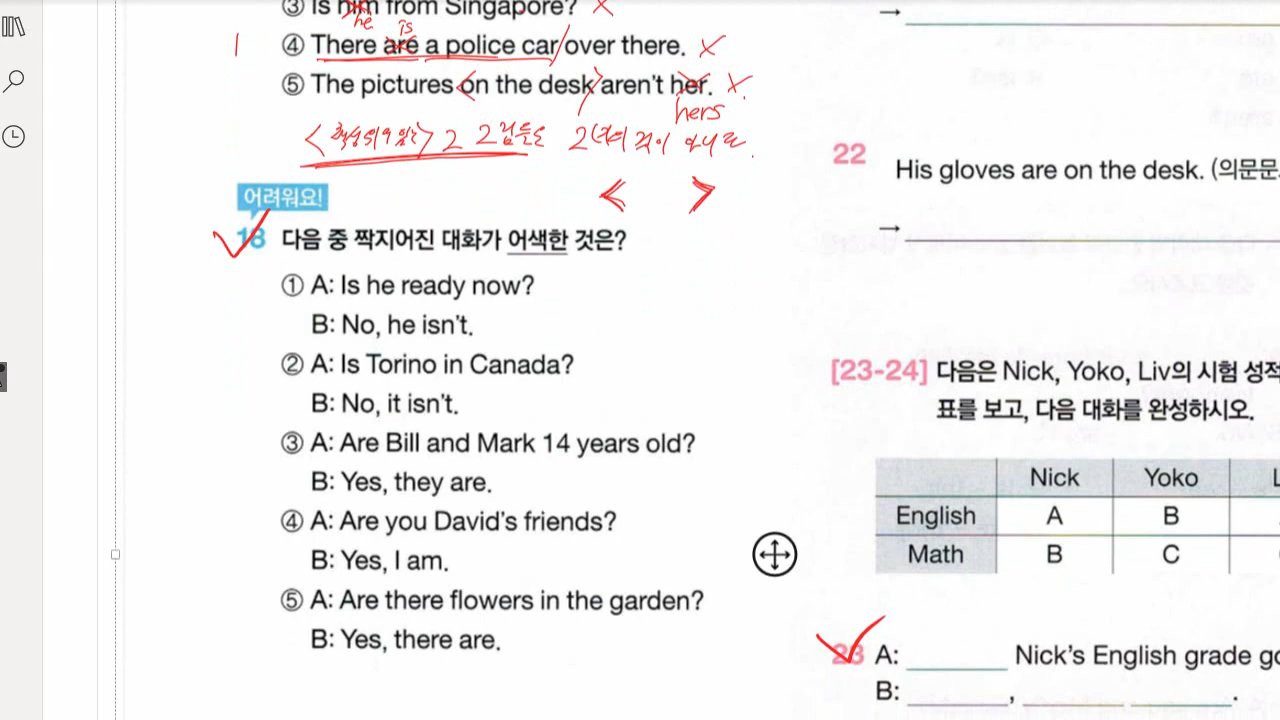 ③ Is him from Singapore? X
he is
1 ④ There are a police car over there. X
⑤ The pictures on the desk aren't her. X
hers
2
어려워요!
18 다음 중 짝지어진 대화가 어색한 것은?
① A: Is he ready now?
B: No, he isn't.
② A: Is Torino in Canada?
B: No, it isn't.
③ A: Are Bill and Mark 14 years old?
B: Yes, they are.
④ A: Are you David's friends?
B: Yes, I am.
⑤ A: Are there flowers in the garden?
B: Yes, there are.
→
22 His gloves are on the desk. (의문문
→
[23-24] 다음은 Nick, Yoko, Liv의 시험 성적
표를 보고, 다음 대화를 완성하시오.
Nick Yoko L
English A B
Math B C
23 A: ______ Nick's English grade go
B: ______, ______.